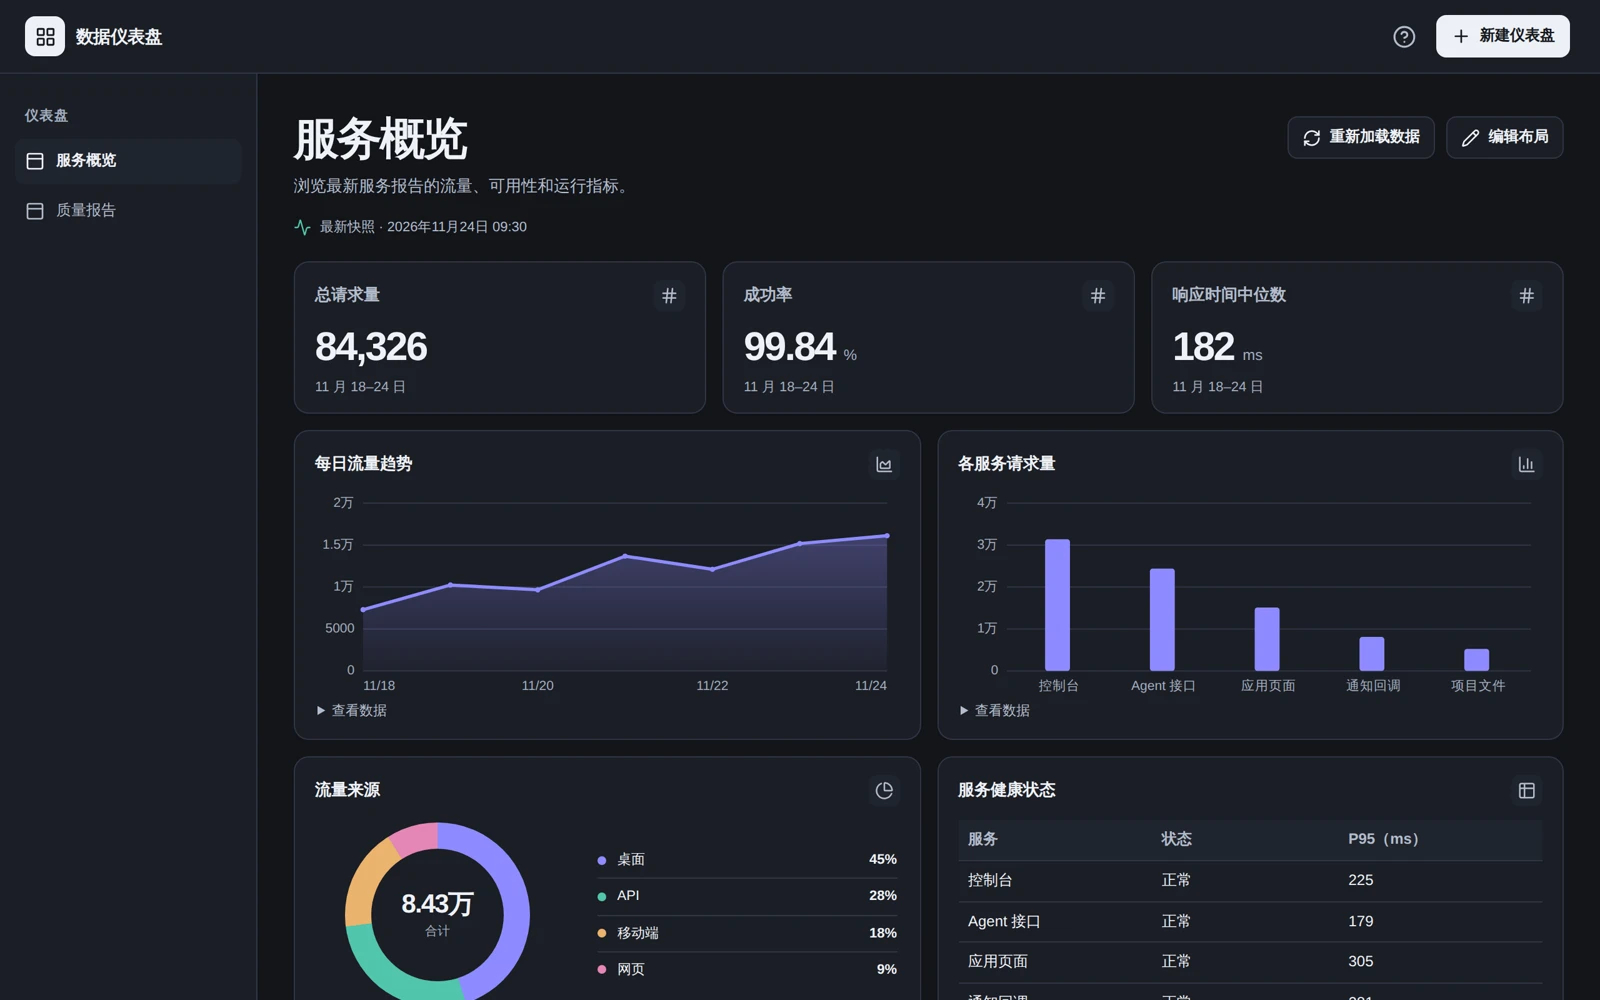 数据仪表盘
新建仪表盘
仪表盘
服务概览
质量报告
服务概览
重新加载数据
编辑布局
浏览最新服务报告的流量、可用性和运行指标。
最新快照 · 2026年11月24日 09:30
总请求量
84,326
11 月 18–24 日
成功率
99.84 %
11 月 18–24 日
响应时间中位数
182 ms
11 月 18–24 日
每日流量趋势
2万
1.5万
1万
5000
0
11/18 11/20 11/22 11/24
查看数据
各服务请求量
4万
3万
2万
1万
0
控制台 Agent 接口 应用页面 通知回调 项目文件
查看数据
流量来源
8.43万
合计
桌面 45%
API 28%
移动端 18%
网页 9%
服务健康状态
服务 状态 P95（ms）
控制台 正常 225
Agent 接口 正常 179
应用页面 正常 305